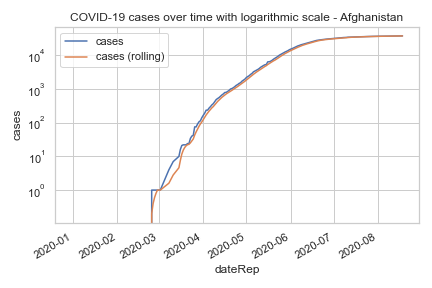 COVID-19 cases over time with logarithmic scale - Afghanistan
cases
cases (rolling)
10⁴
10³
10²
10¹
10⁰
cases
2020-01
2020-02
2020-03
2020-04
2020-05
2020-06
2020-07
2020-08
dateRep